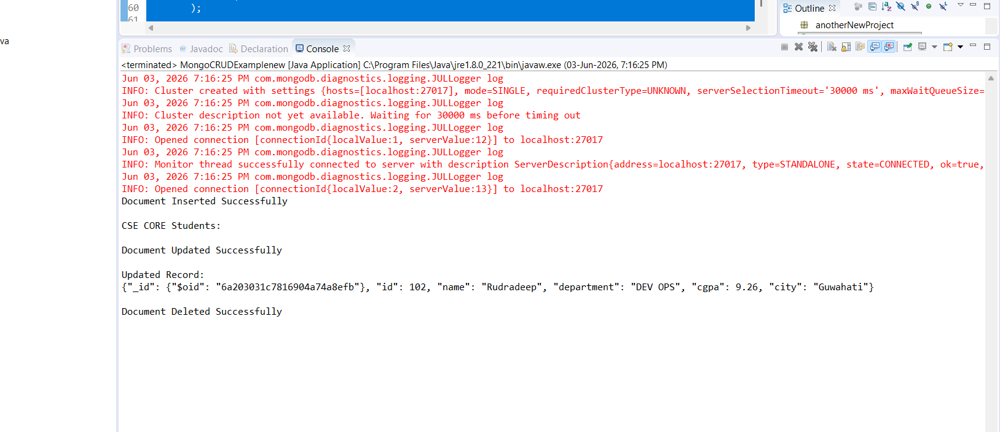 60
);
61
Outline
va
anotherNewProject
Problems @ Javadoc Declaration Console
<terminated> MongoCRUDExamplenew [Java Application] C:\Program Files\Java\jre1.8.0_221\bin\javaw.exe (03-Jun-2026, 7:16:25 PM)
Jun 03, 2026 7:16:25 PM com.mongodb.diagnostics.logging.JULLogger log
INFO: Cluster created with settings {hosts=[localhost:27017], mode=SINGLE, requiredClusterType=UNKNOWN, serverSelectionTimeout='30000 ms', maxWaitQueueSize=
Jun 03, 2026 7:16:25 PM com.mongodb.diagnostics.logging.JULLogger log
INFO: Cluster description not yet available. Waiting for 30000 ms before timing out
Jun 03, 2026 7:16:25 PM com.mongodb.diagnostics.logging.JULLogger log
INFO: Opened connection [connectionId{localValue:1, serverValue:12}] to localhost:27017
Jun 03, 2026 7:16:25 PM com.mongodb.diagnostics.logging.JULLogger log
INFO: Monitor thread successfully connected to server with description ServerDescription{address=localhost:27017, type=STANDALONE, state=CONNECTED, ok=true,
Jun 03, 2026 7:16:25 PM com.mongodb.diagnostics.logging.JULLogger log
INFO: Opened connection [connectionId{localValue:2, serverValue:13}] to localhost:27017
Document Inserted Successfully
CSE CORE Students:
Document Updated Successfully
Updated Record:
{"_id": {"$oid": "6a203031c7816904a74a8efb"}, "id": 102, "name": "Rudradeep", "department": "DEV OPS", "cgpa": 9.26, "city": "Guwahati"}
Document Deleted Successfully